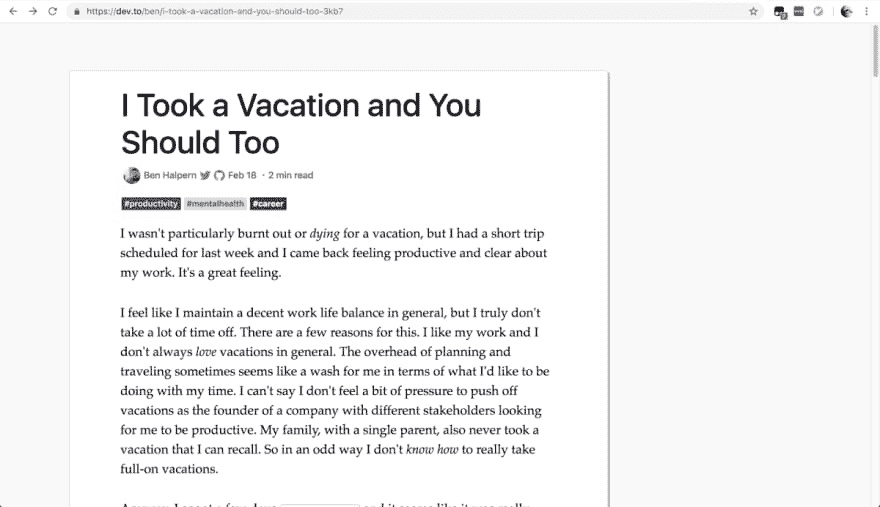 https://dev.to/ben/i-took-a-vacation-and-you-should-too-3kb7
I Took a Vacation and You
Should Too
Ben Halpern Feb 18 · 2 min read
#productivity #mentalhealth #career
I wasn't particularly burnt out or dying for a vacation, but I had a short trip
scheduled for last week and I came back feeling productive and clear about
my work. It's a great feeling.
I feel like I maintain a decent work life balance in general, but I truly don't
take a lot of time off. There are a few reasons for this. I like my work and I
don't always love vacations in general. The overhead of planning and
traveling sometimes seems like a wash for me in terms of what I'd like to be
doing with my time. I can't say I don't feel a bit of pressure to push off
vacations as the founder of a company with different stakeholders looking
for me to be productive. My family, with a single parent, also never took a
vacation that I can recall. So in an odd way I don't know how to really take
full-on vacations.